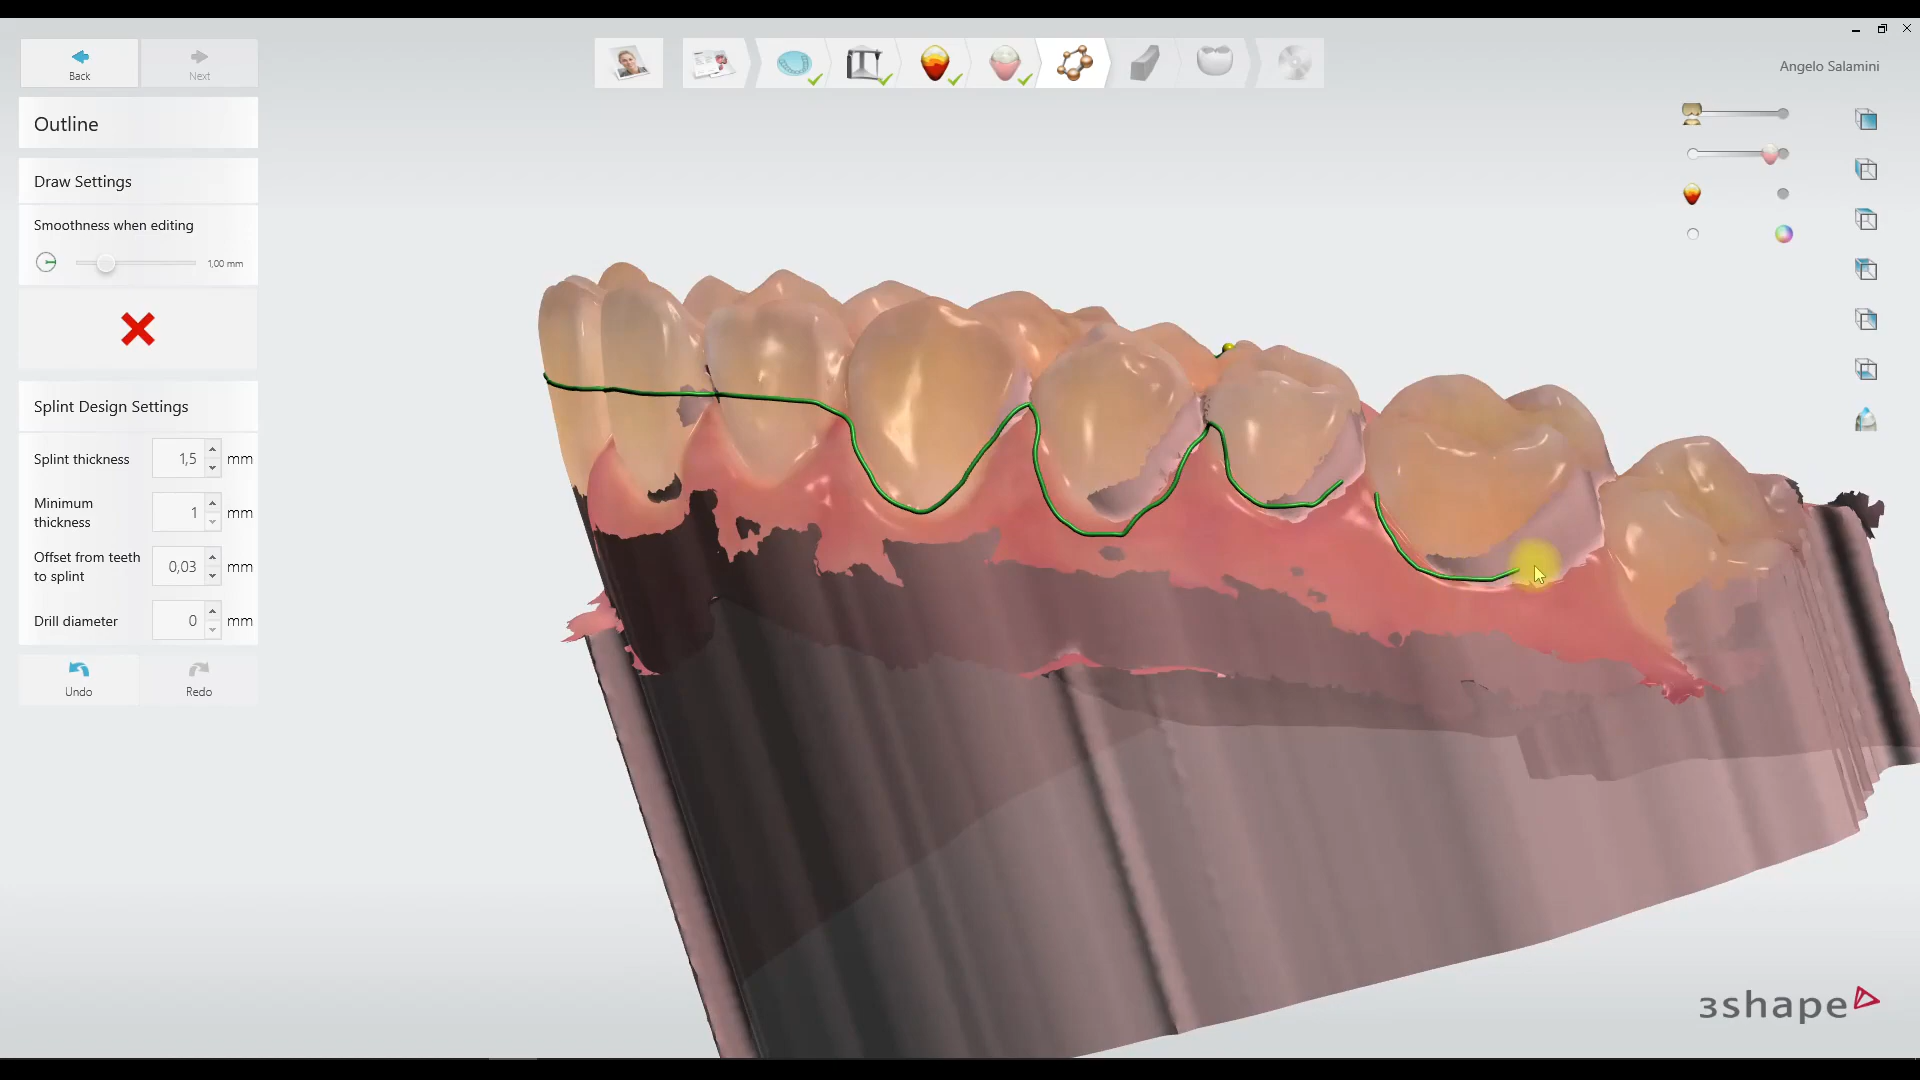 Back
Next
Angelo Salamini
Outline
Draw Settings
Smoothness when editing
1,00 mm
Splint Design Settings
Splint thickness 1,5 mm
Minimum
thickness 1 mm
Offset from teeth
to splint 0,03 mm
Drill diameter 0 mm
Undo
Redo
3shape